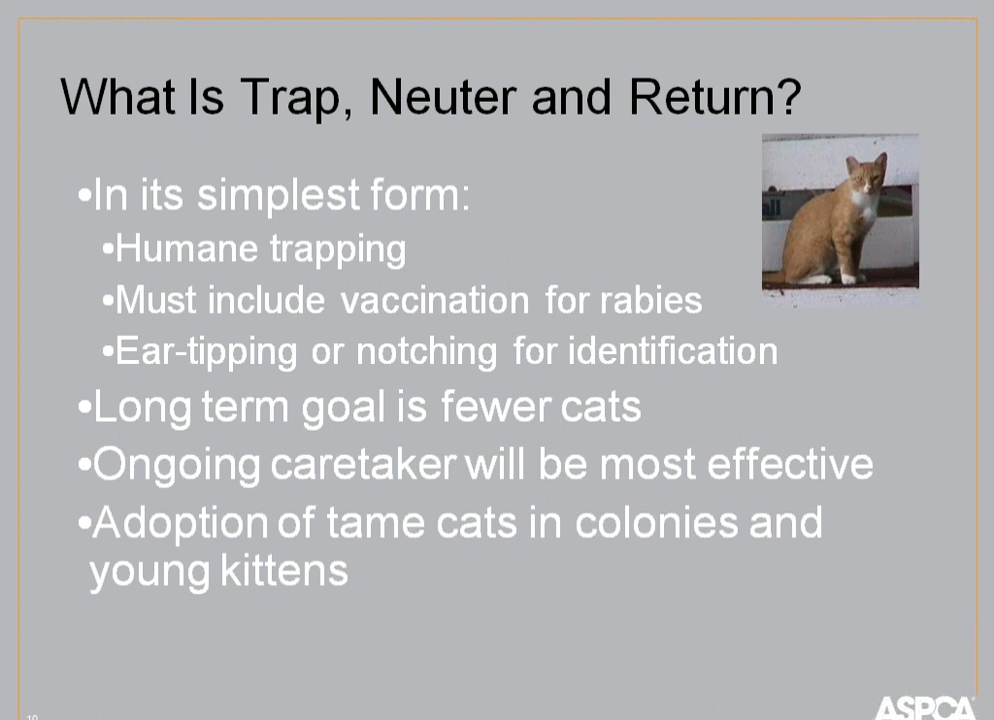 What Is Trap, Neuter and Return?
•In its simplest form:
•Humane trapping
•Must include vaccination for rabies
•Ear-tipping or notching for identification
•Long term goal is fewer cats
•Ongoing caretaker will be most effective
•Adoption of tame cats in colonies and
young kittens
ASPCA